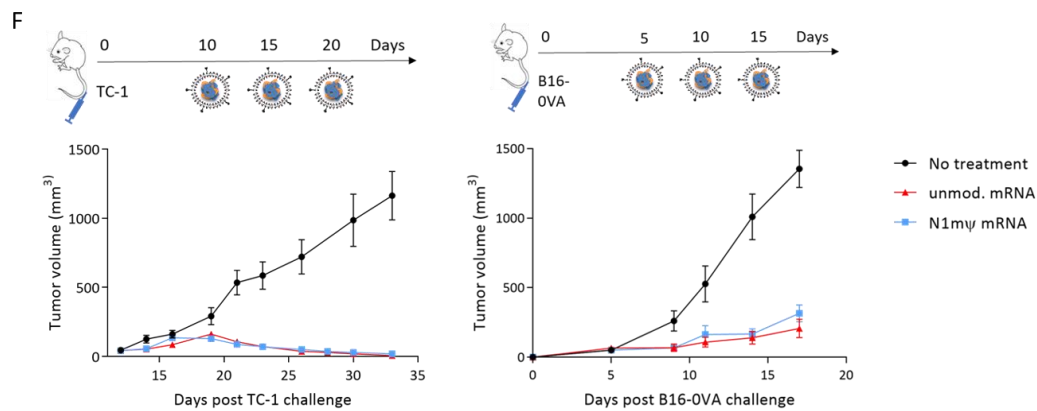 F
0 10 15 20 Days
TC-1
0 5 10 15 Days
B16-
0VA
1500
1000
500
0
15 20 25 30 35
Tumor volume (mm³)
Days post TC-1 challenge
1500
1000
500
0
0 5 10 15 20
Tumor volume (mm³)
Days post B16-0VA challenge
No treatment
unmod. mRNA
N1mψ mRNA